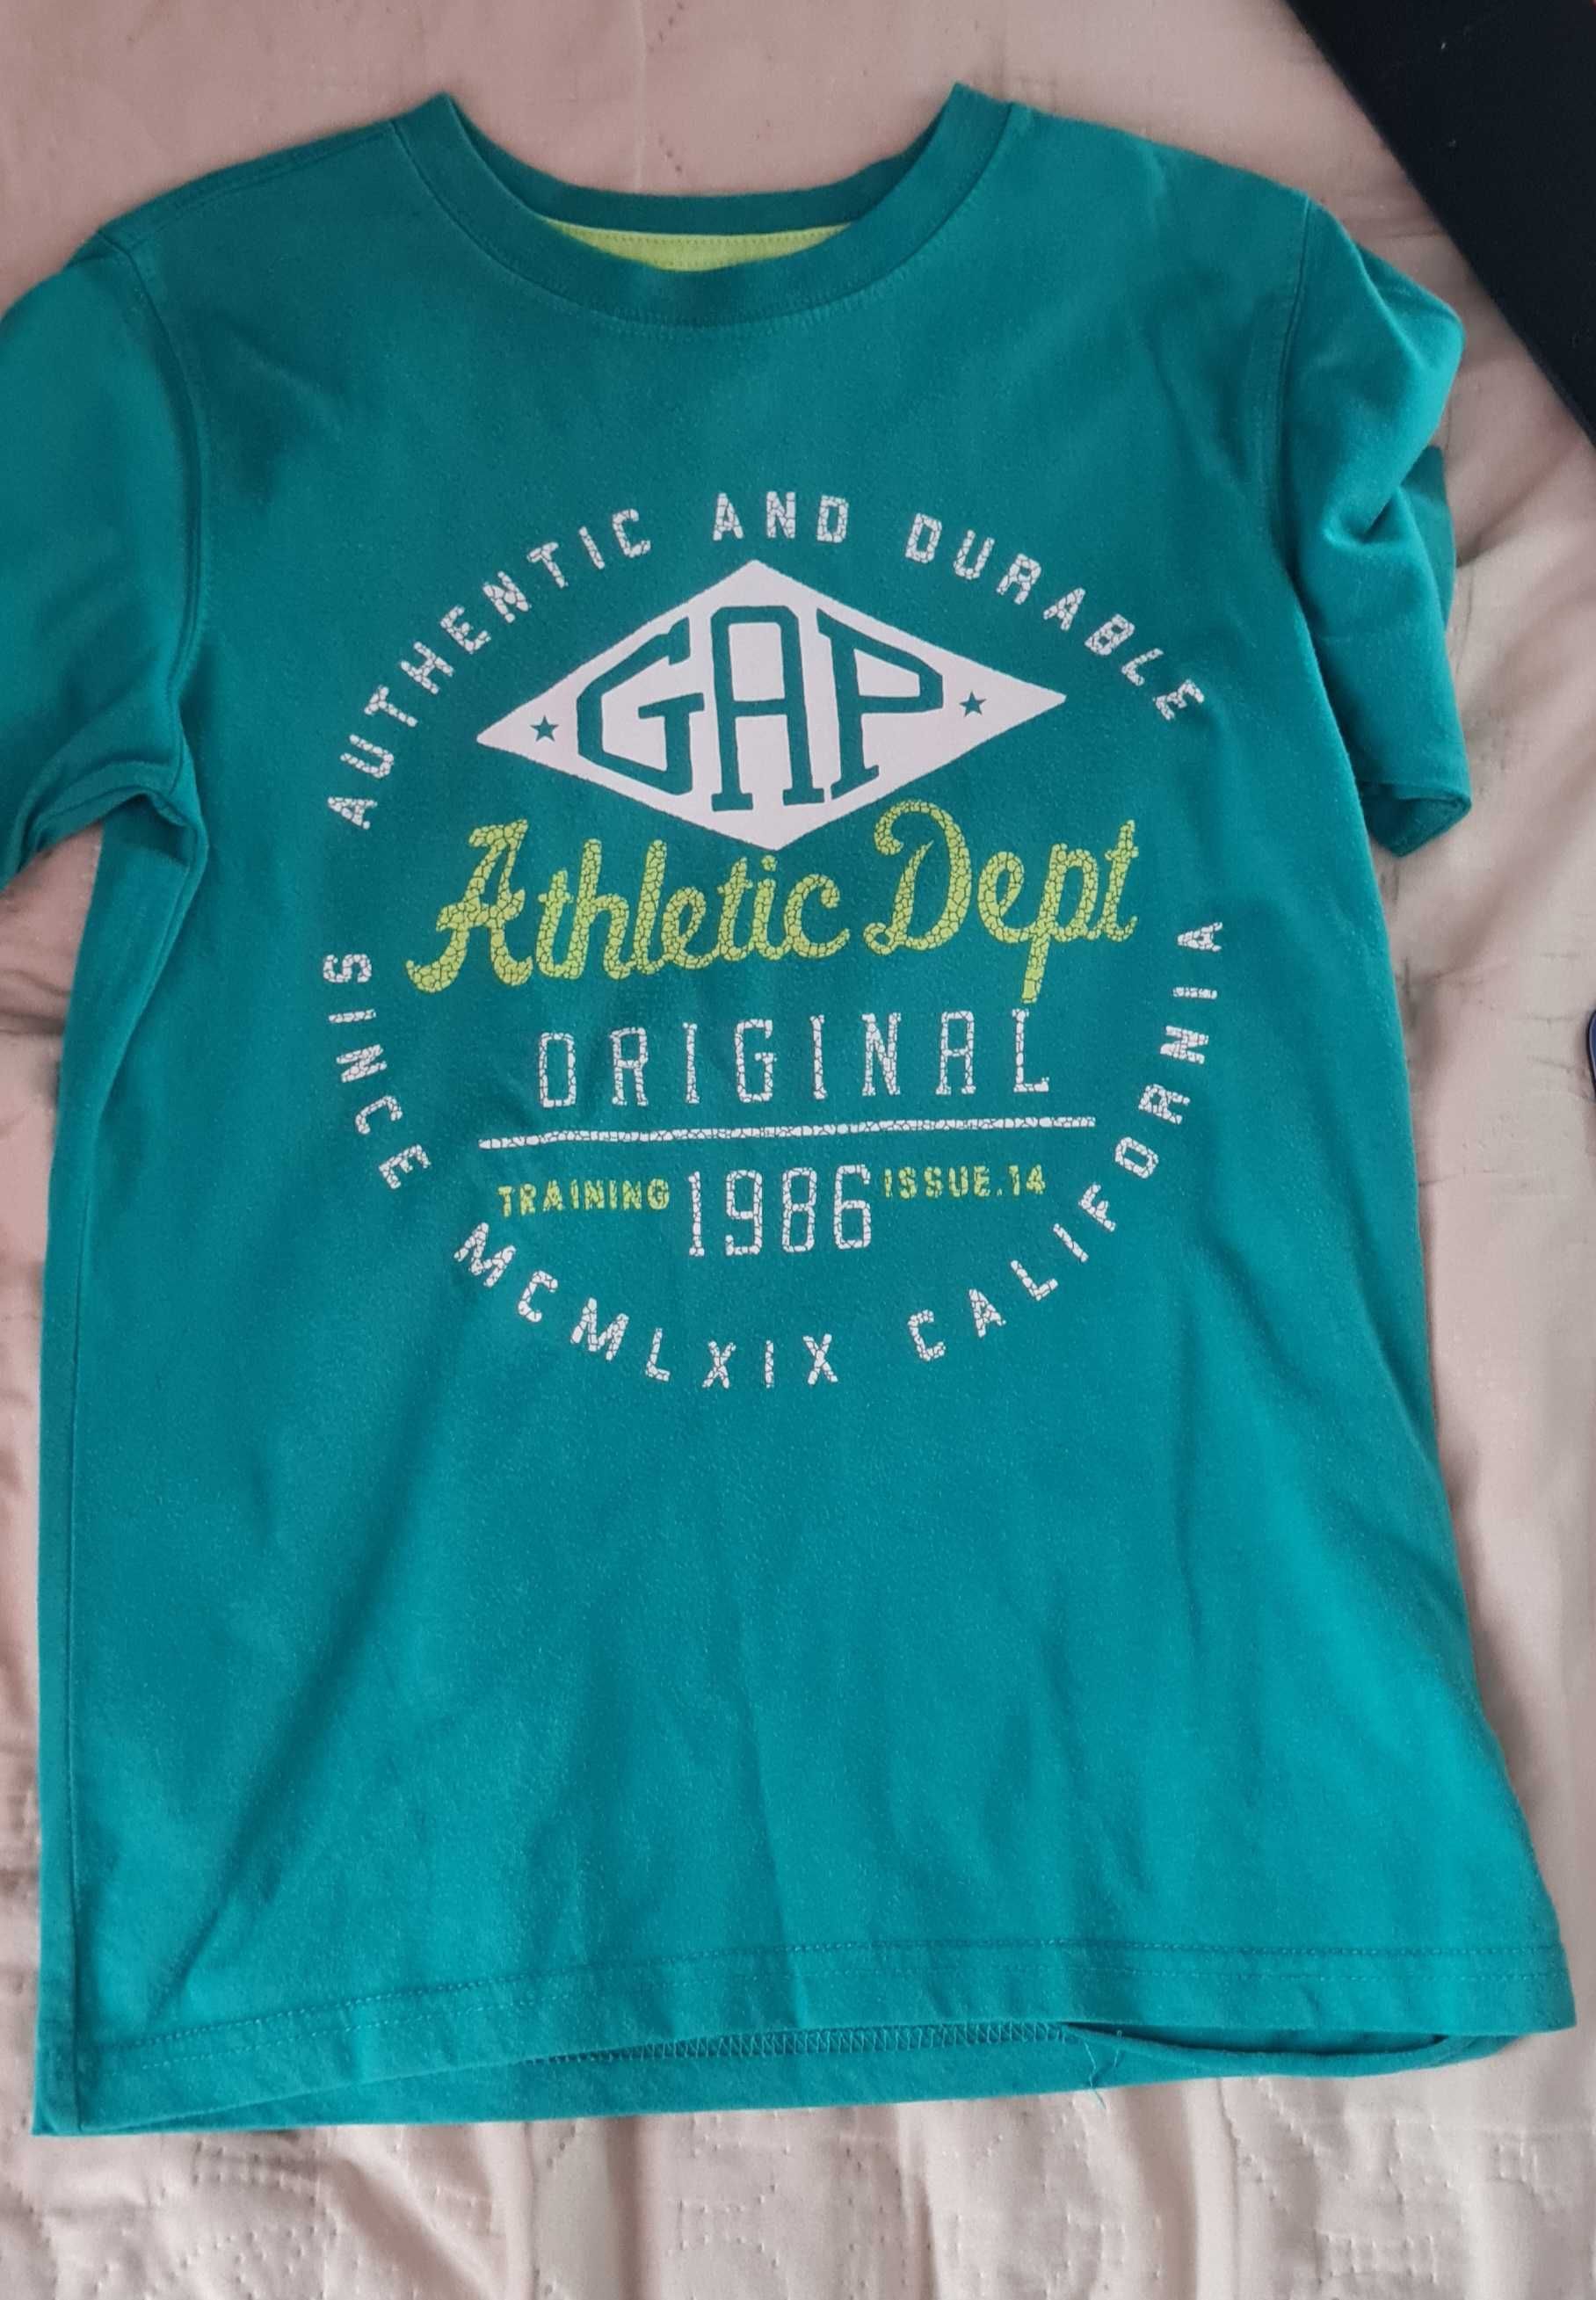 AUTHENTIC AND DURABLE
GAP
Athletic Dept
ORIGINAL
TRAINING 1986 ISSUE.14
SINCE MCMLXIX CALIFORNIA